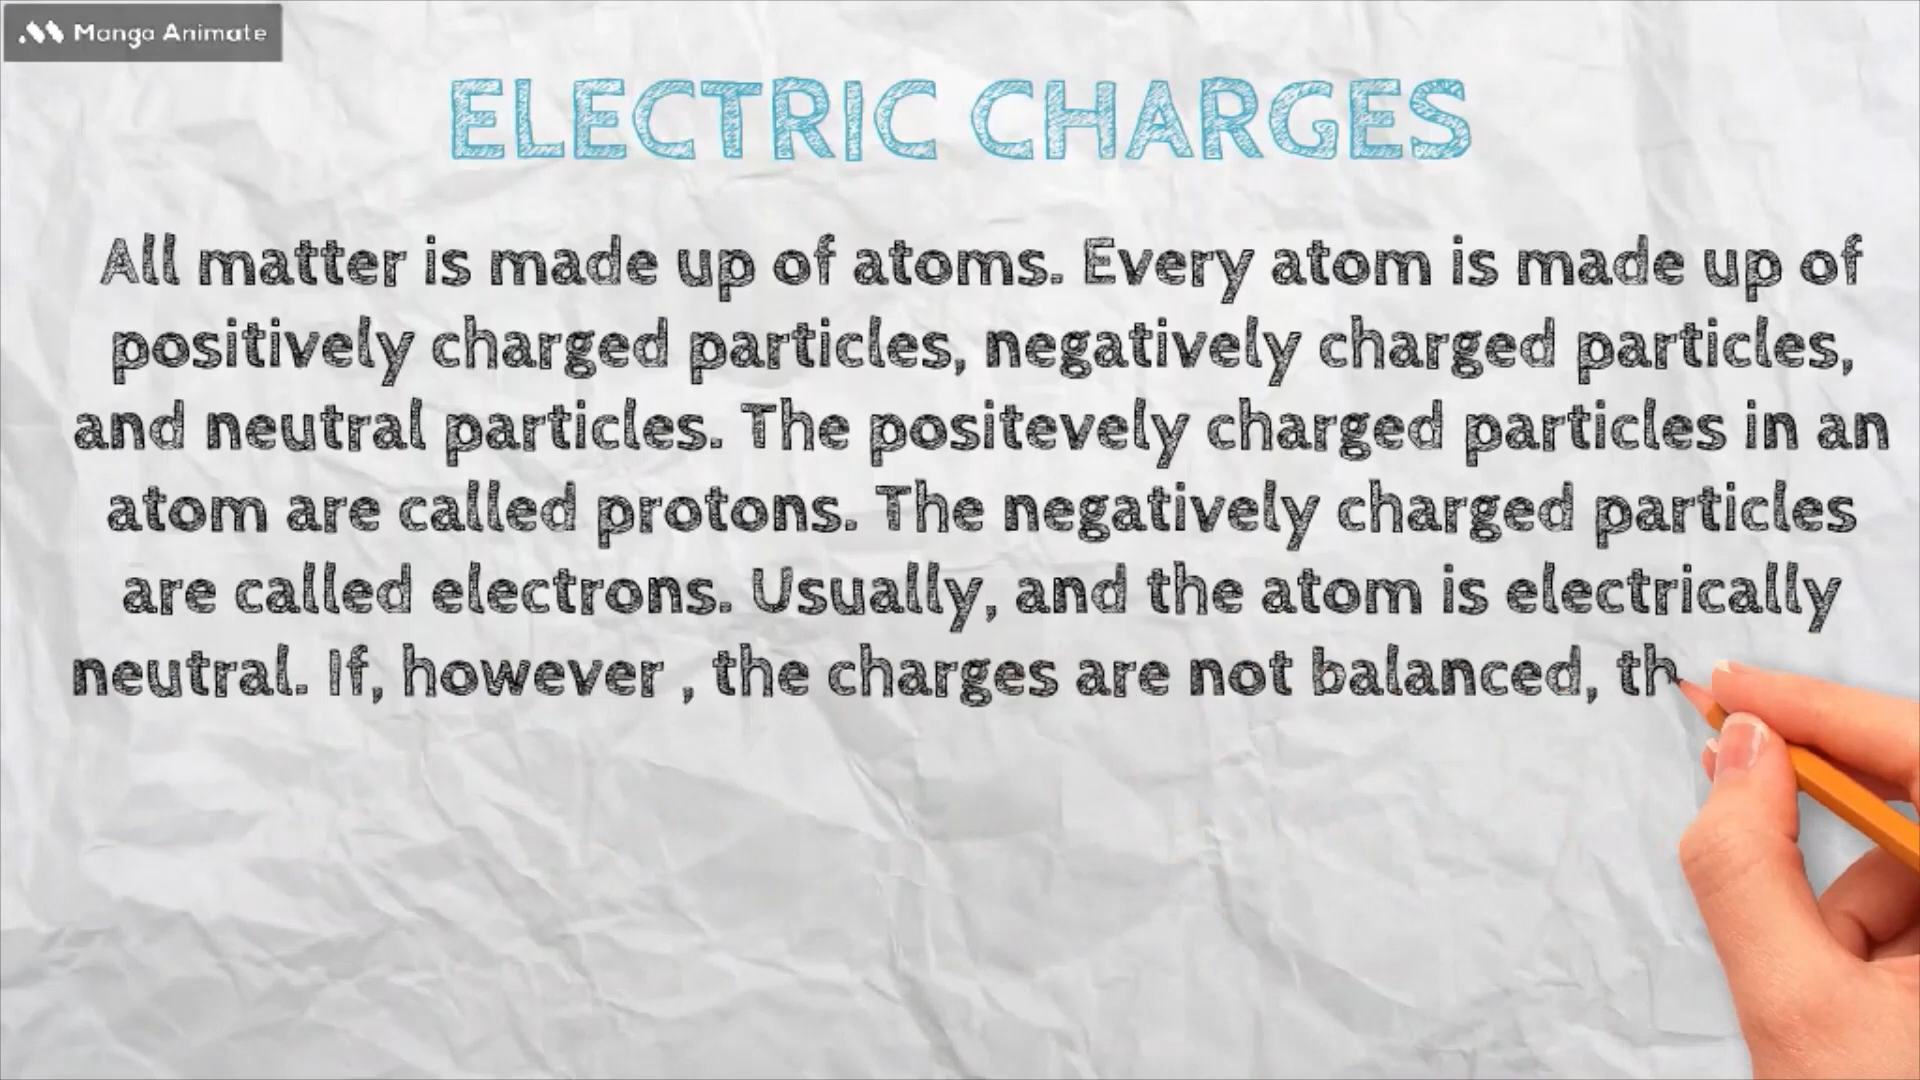 Manga Animate
ELECTRIC CHARGES
All matter is made up of atoms. Every atom is made up of
positively charged particles, negatively charged particles,
and neutral particles. The positevely charged particles in an
atom are called protons. The negatively charged particles
are called electrons. Usually, and the atom is electrically
neutral. If, however , the charges are not balanced, th